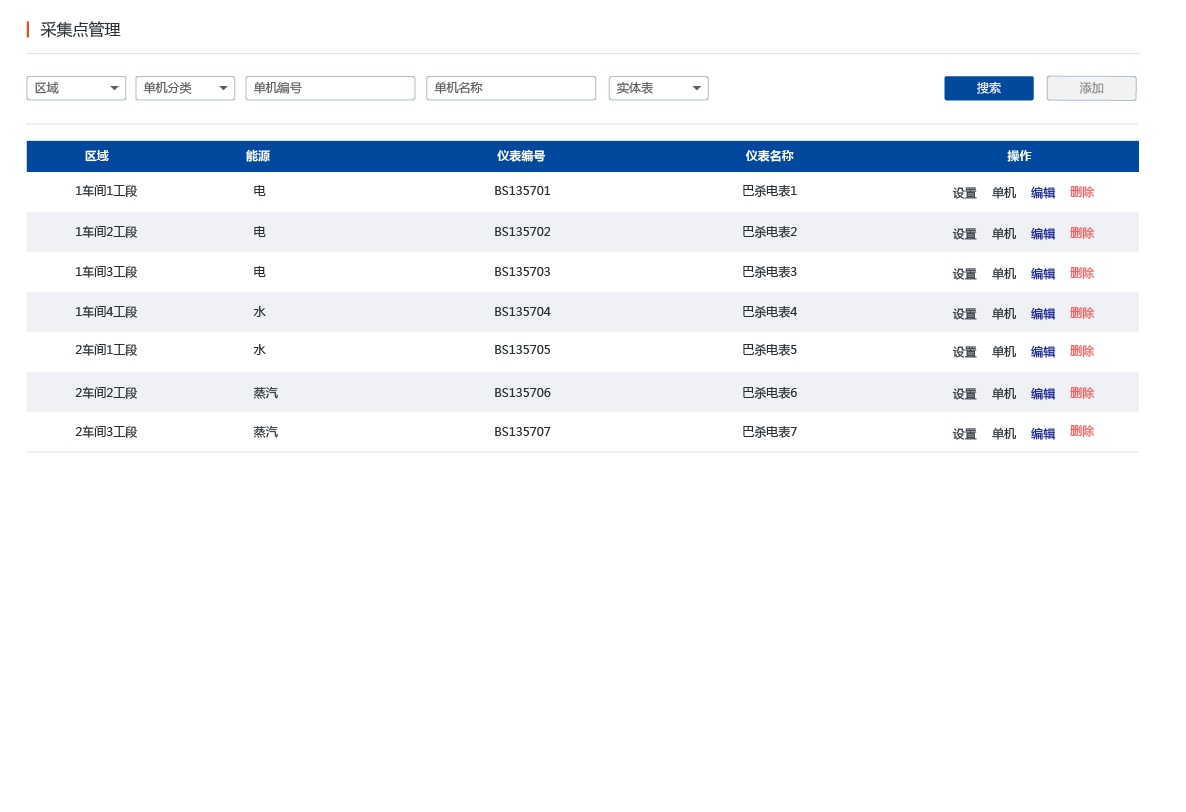 采集点管理
区域 单机分类 单机编号 单机名称 实体表 搜索 添加
区域 能源 仪表编号 仪表名称 操作
1车间1工段 电 BS135701 巴杀电表1 设置 单机 编辑 删除
1车间2工段 电 BS135702 巴杀电表2 设置 单机 编辑 删除
1车间3工段 电 BS135703 巴杀电表3 设置 单机 编辑 删除
1车间4工段 水 BS135704 巴杀电表4 设置 单机 编辑 删除
2车间1工段 水 BS135705 巴杀电表5 设置 单机 编辑 删除
2车间2工段 蒸汽 BS135706 巴杀电表6 设置 单机 编辑 删除
2车间3工段 蒸汽 BS135707 巴杀电表7 设置 单机 编辑 删除